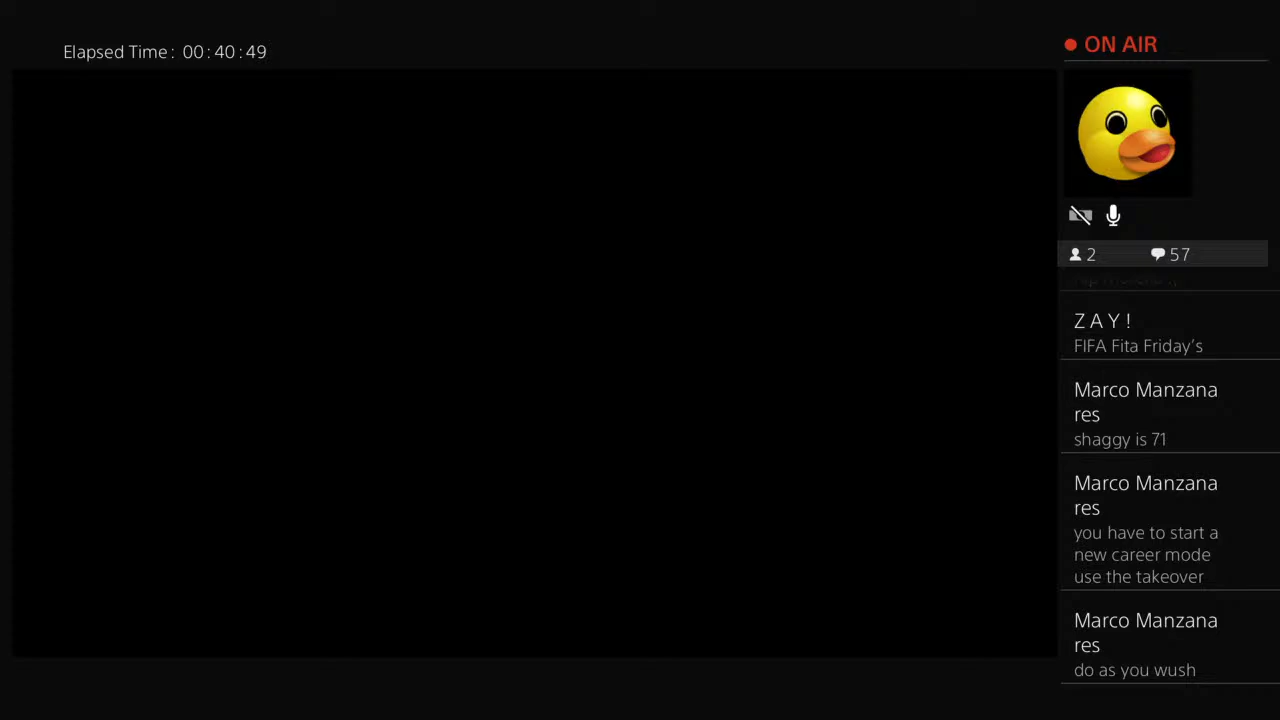 Elapsed Time: 00:40:49
ON AIR
2 57
Z A Y !
FIFA Fita Friday’s
Marco Manzana
res
shaggy is 71
Marco Manzana
res
you have to start a
new career mode
use the takeover
Marco Manzana
res
do as you wush